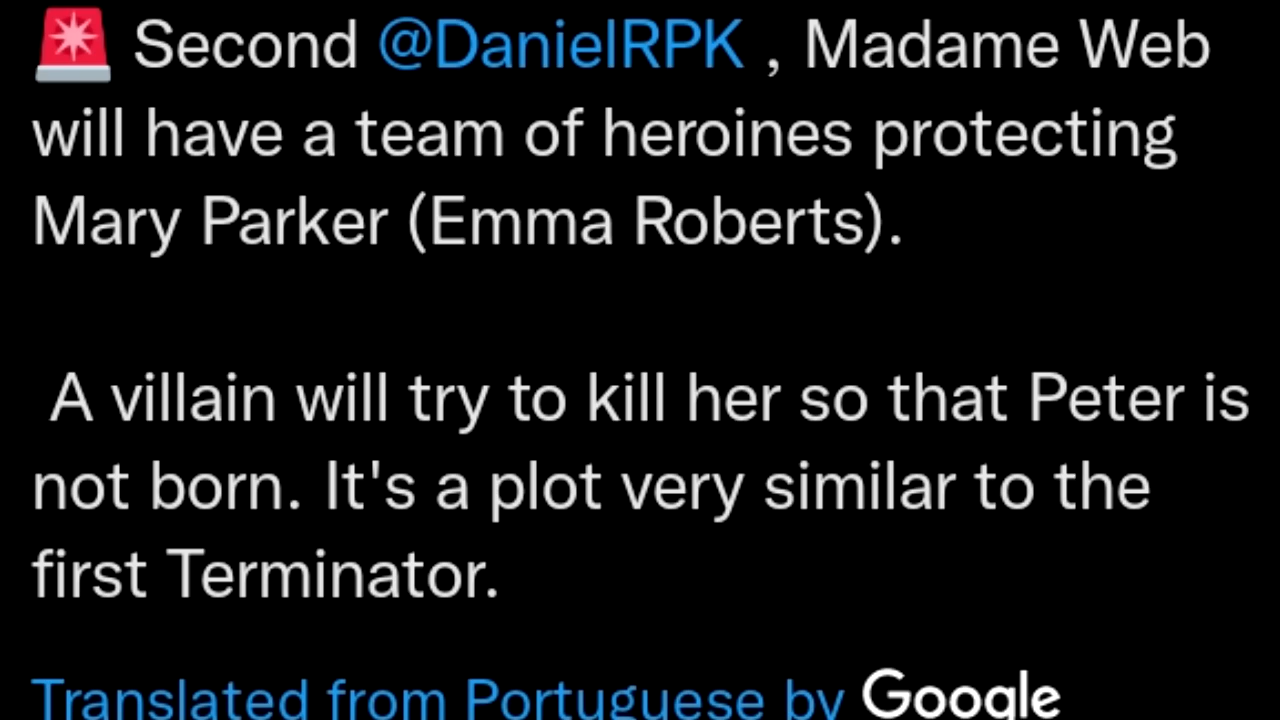 🚨 Second @DanielRPK , Madame Web
will have a team of heroines protecting
Mary Parker (Emma Roberts).
A villain will try to kill her so that Peter is
not born. It's a plot very similar to the
first Terminator.
Translated from Portuguese by Google